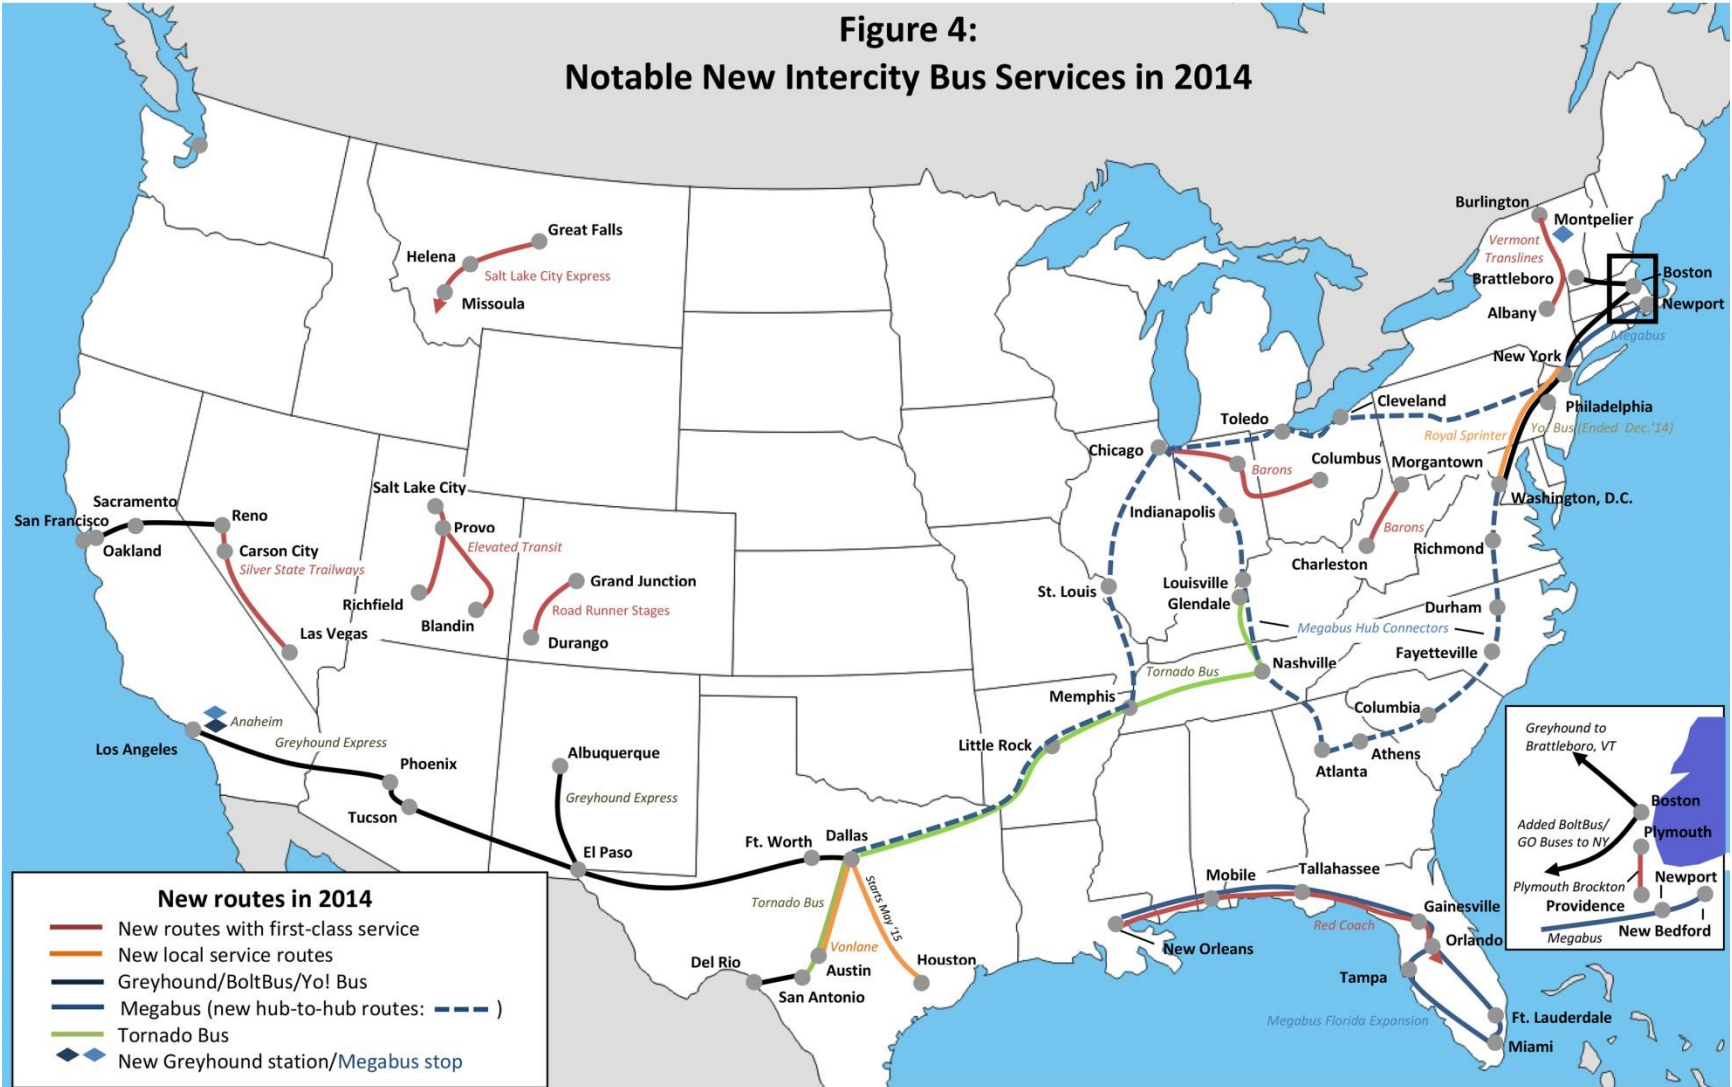 Figure 4:
Notable New Intercity Bus Services in 2014
Great Falls
Helena
Salt Lake City Express
Missoula
Burlington
Montpelier
Vermont
Translines
Brattleboro
Boston
Albany
Newport
Megabus
New York
Cleveland
Philadelphia
Toledo
Royal Sprinter
Yo! Bus (Ended Dec.'14)
Chicago
Barons
Columbus
Morgantown
Washington, D.C.
Salt Lake City
Sacramento
San Francisco
Reno
Provo
Indianapolis
Oakland
Carson City
Elevated Transit
Barons
Richmond
Silver State Trailways
Charleston
Grand Junction
Louisville
St. Louis
Richfield
Road Runner Stages
Glendale
Durham
Blandin
Megabus Hub Connectors
Las Vegas
Durango
Fayetteville
Nashville
Tornado Bus
Memphis
Columbia
Anaheim
Los Angeles
Greyhound Express
Albuquerque
Little Rock
Athens
Phoenix
Atlanta
Greyhound Express
Tucson
Ft. Worth
Dallas
El Paso
Starts May '15
Mobile
Tallahassee
Tornado Bus
Gainesville
Red Coach
Vonlane
New Orleans
Orlando
Del Rio
Austin
Houston
Tampa
San Antonio
Megabus Florida Expansion
Ft. Lauderdale
Miami
Greyhound to
Brattleboro, VT
Boston
Added BoltBus/
GO Buses to NY
Plymouth
Newport
Plymouth Brockton
Providence
New Bedford
Megabus
New routes in 2014
New routes with first-class service
New local service routes
Greyhound/BoltBus/Yo! Bus
Megabus (new hub-to-hub routes: )
Tornado Bus
New Greyhound station/Megabus stop